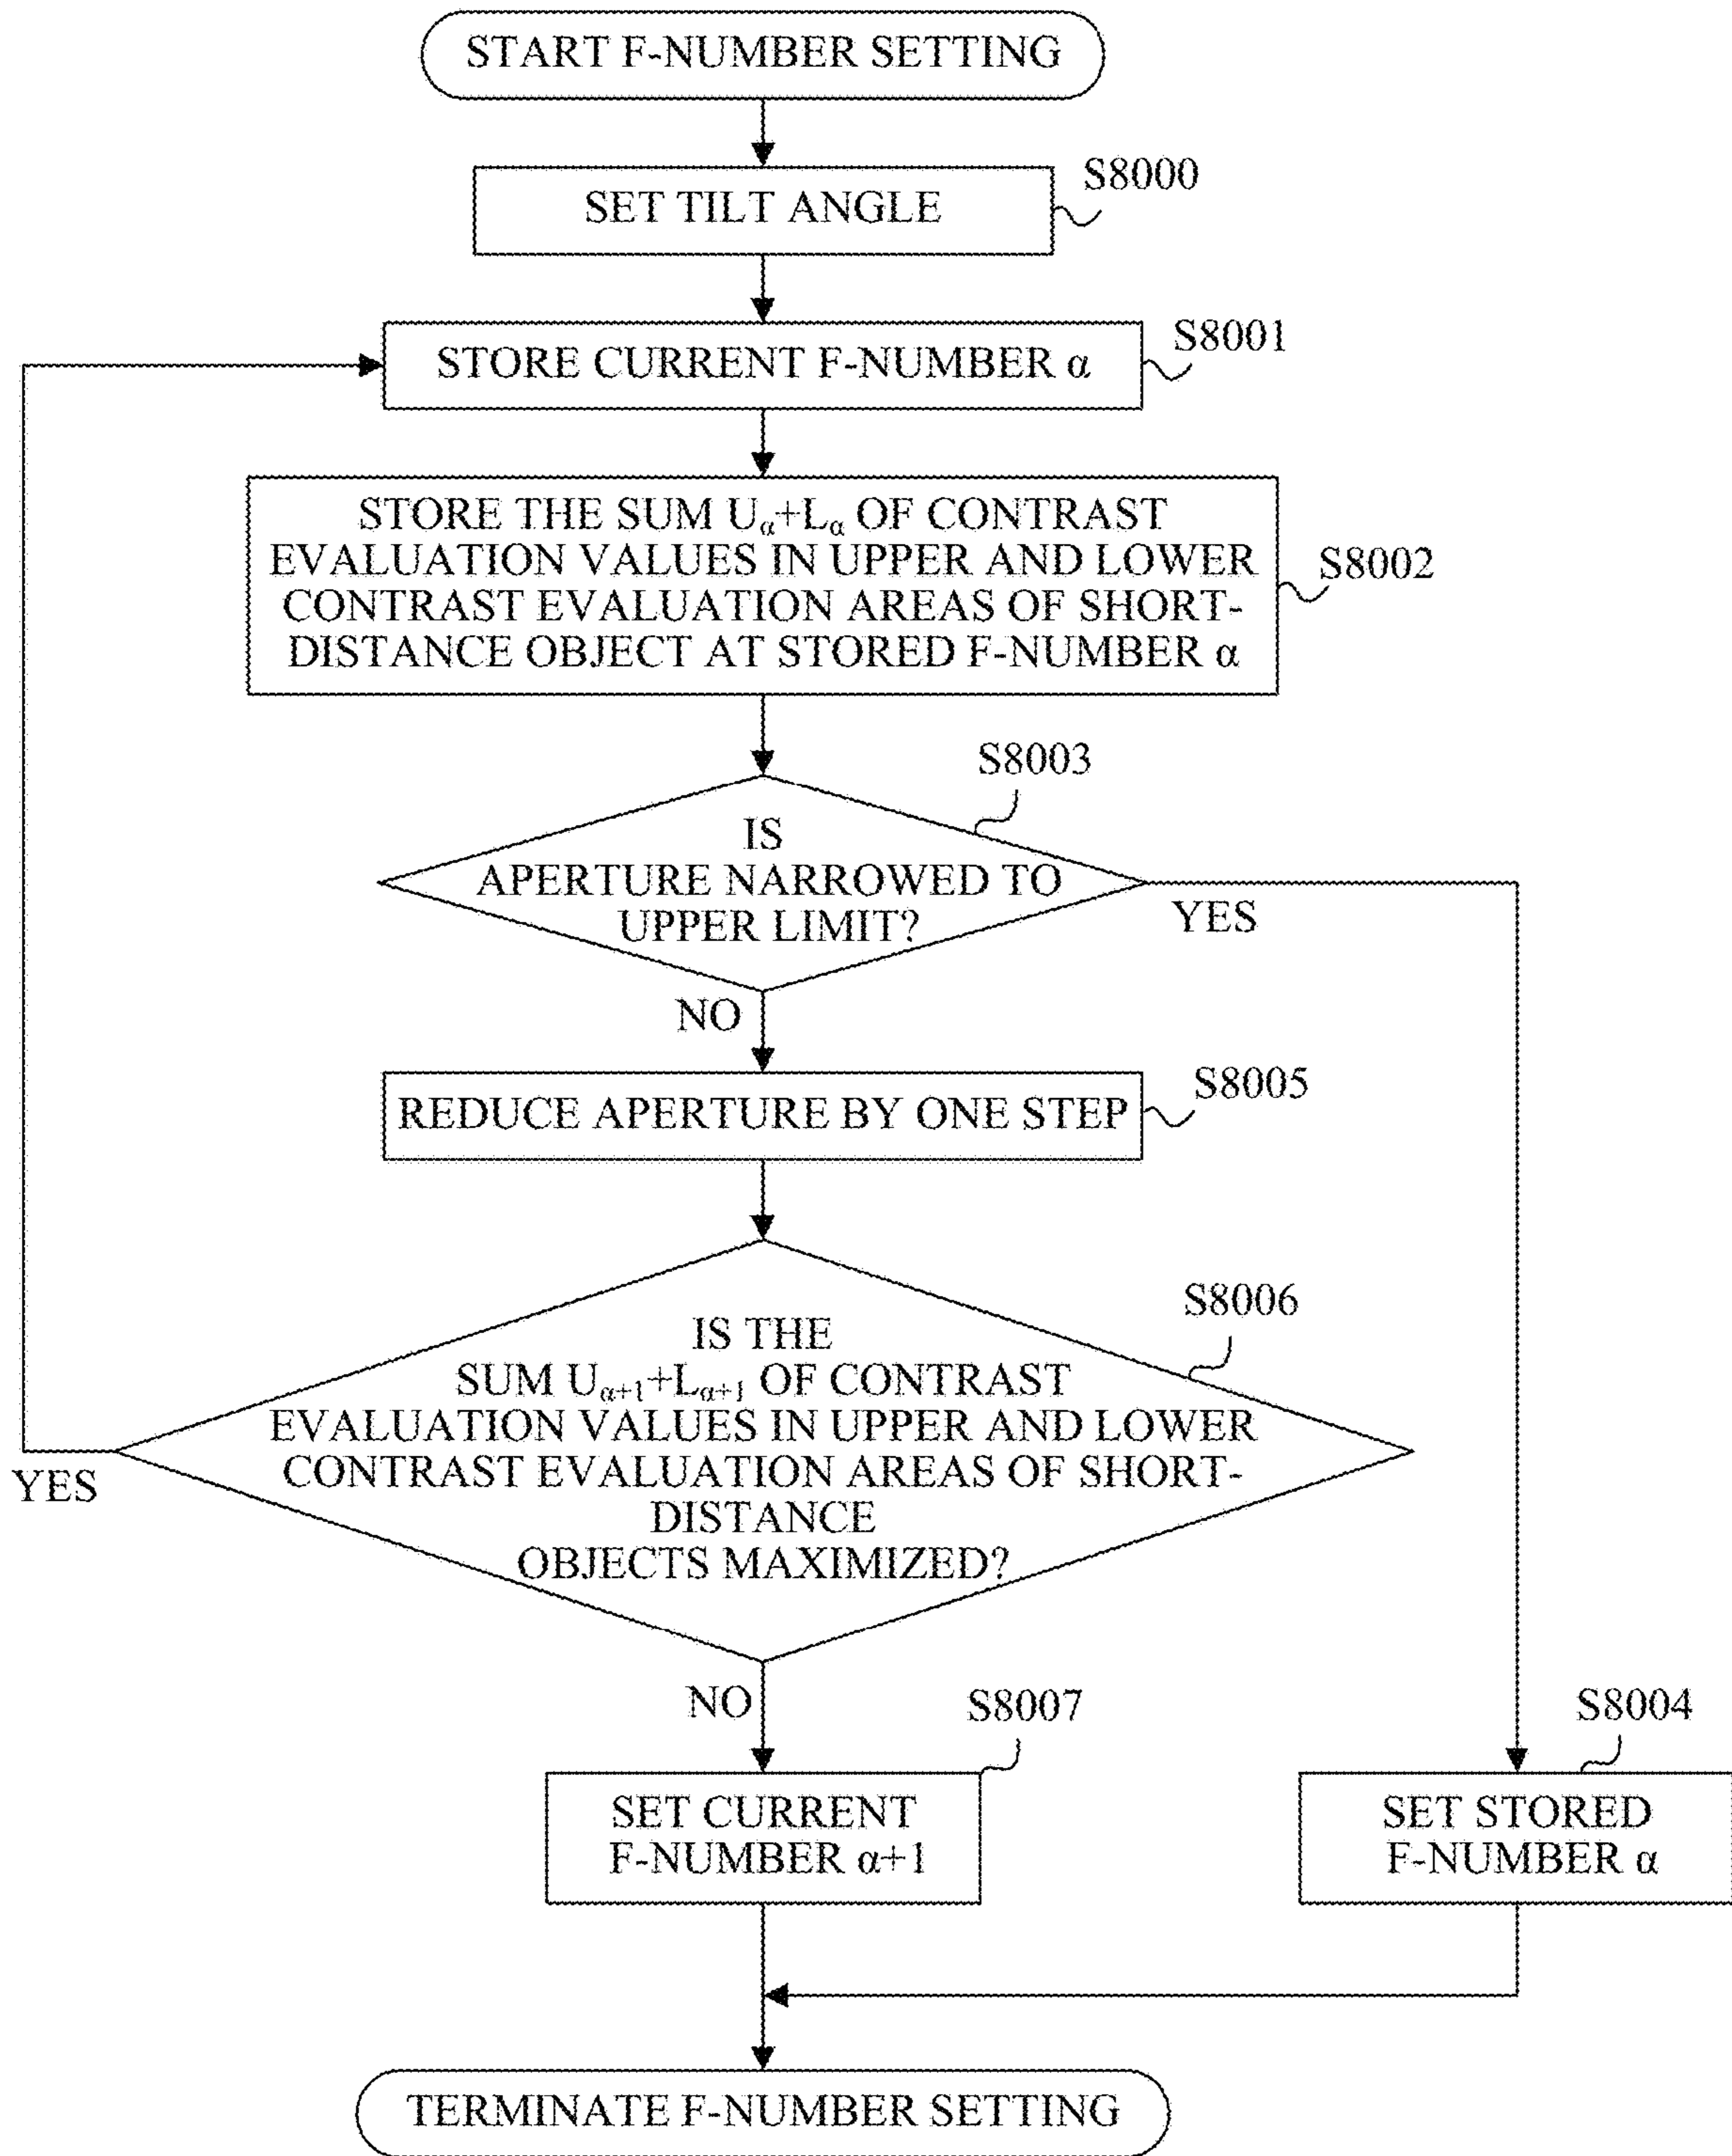 START F-NUMBER SETTING
S8000
SET TILT ANGLE
S8001
STORE CURRENT F-NUMBER α
STORE THE SUM Uα+Lα OF CONTRAST
EVALUATION VALUES IN UPPER AND LOWER
CONTRAST EVALUATION AREAS OF SHORT-
DISTANCE OBJECT AT STORED F-NUMBER α
S8002
S8003
IS
APERTURE NARROWED TO
UPPER LIMIT?
YES
NO
S8005
REDUCE APERTURE BY ONE STEP
S8006
IS THE
SUM Uα+1+Lα+1 OF CONTRAST
EVALUATION VALUES IN UPPER AND LOWER
CONTRAST EVALUATION AREAS OF SHORT-
DISTANCE
OBJECTS MAXIMIZED?
YES
NO
S8007
S8004
SET CURRENT
F-NUMBER α+1
SET STORED
F-NUMBER α
TERMINATE F-NUMBER SETTING